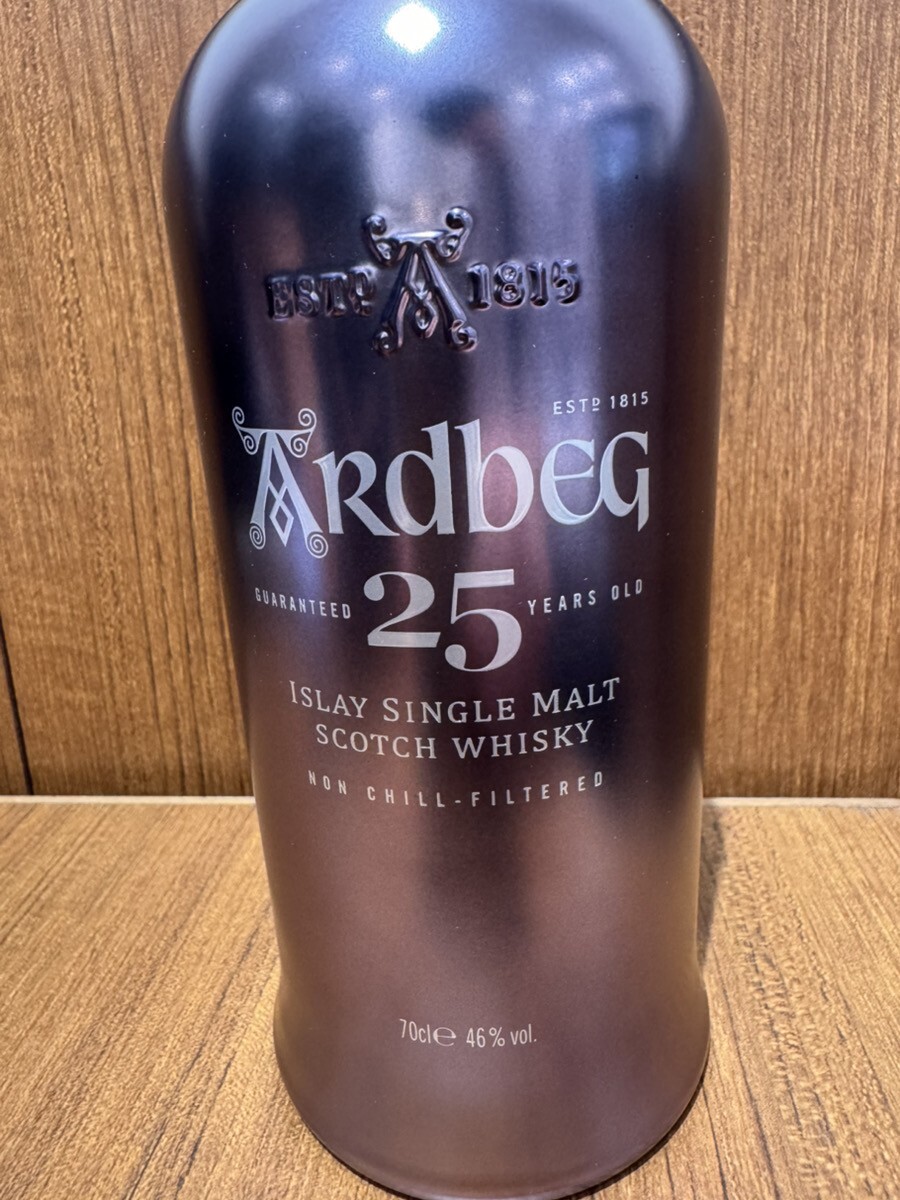 ESTD A 1815
ESTD 1815
ARdbEG
GUARANTEED 25 YEARS OLD
ISLAY SINGLE MALT
SCOTCH WHISKY
NON CHILL-FILTERED
70cl℮ 46% vol.